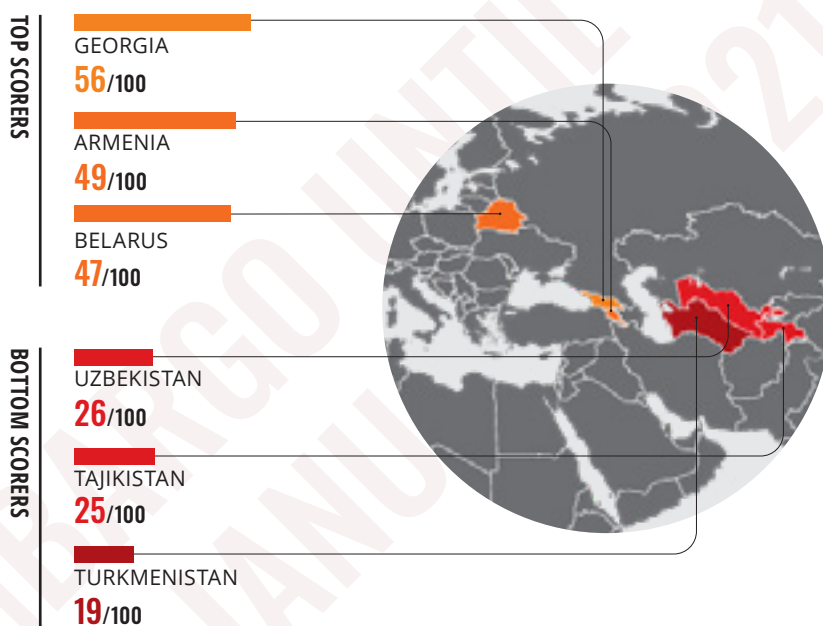 TOP SCORERS
GEORGIA
56/100
ARMENIA
49/100
BELARUS
47/100
BOTTOM SCORERS
UZBEKISTAN
26/100
TAJIKISTAN
25/100
TURKMENISTAN
19/100
UNTIL